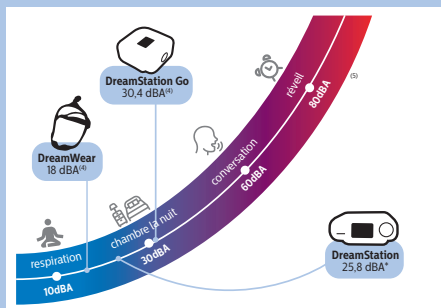 DreamStation Go
30,4 dBA(4)
DreamWear
18 dBA(4)
respiration
10dBA
chambre la nuit
30dBA
conversation
60dBA
réveil
80dBA
(5)
DreamStation
25,8 dBA*